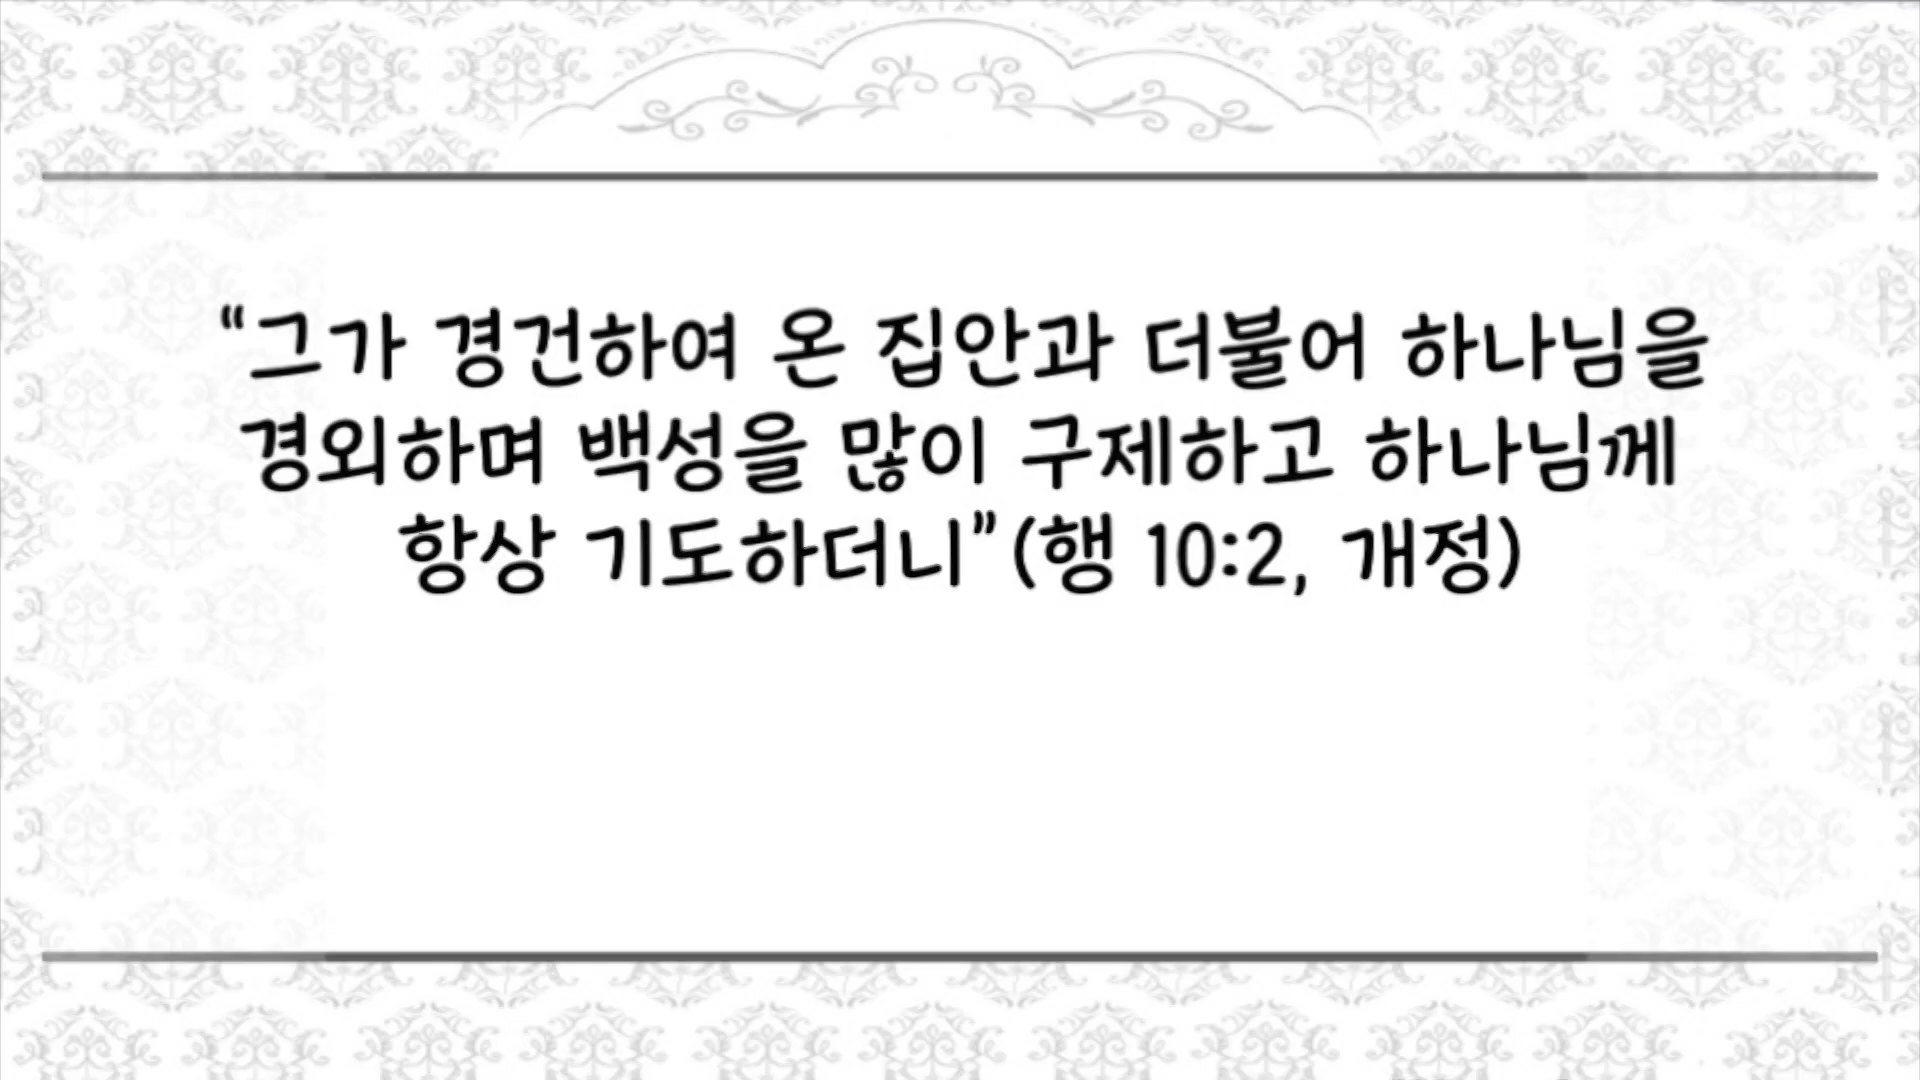 “그가 경건하여 온 집안과 더불어 하나님을
경외하며 백성을 많이 구제하고 하나님께
항상 기도하더니”(행 10:2, 개정)